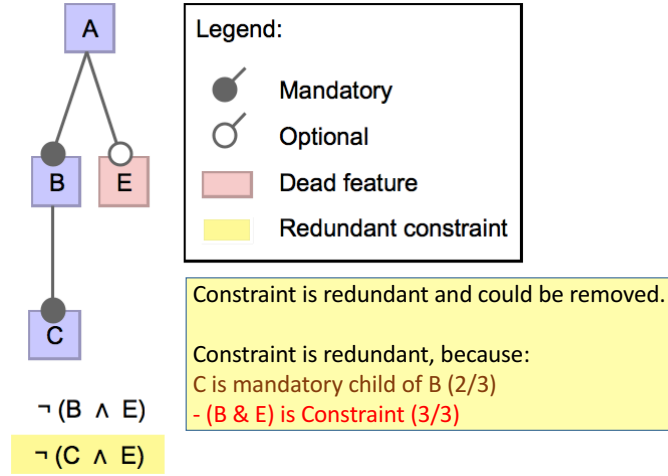 A
B
E
C
¬ (B ∧ E)
¬ (C ∧ E)
Legend:
Mandatory
Optional
Dead feature
Redundant constraint
Constraint is redundant and could be removed.
Constraint is redundant, because:
C is mandatory child of B (2/3)
- (B & E) is Constraint (3/3)